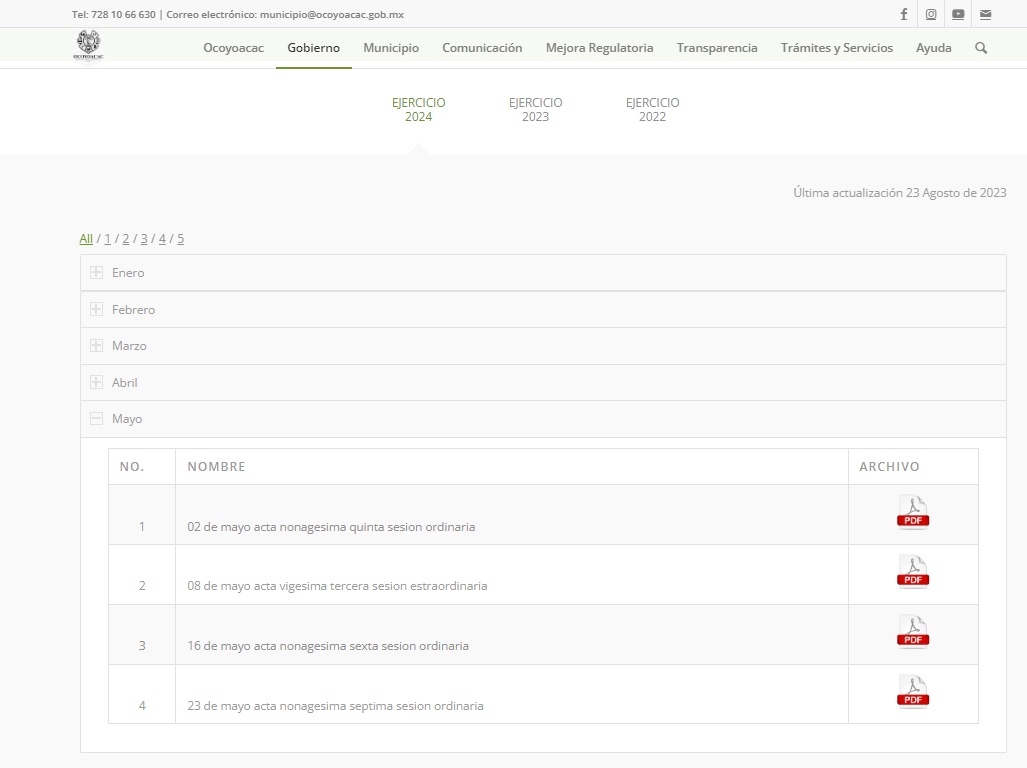 Tel: 728 10 66 630 | Correo electrónico: municipio@ocoyoacac.gob.mx
OCOYOACAC
Ocoyoacac Gobierno Municipio Comunicación Mejora Regulatoria Transparencia Trámites y Servicios Ayuda
EJERCICIO 2024
EJERCICIO 2023
EJERCICIO 2022
Última actualización 23 Agosto de 2023
All / 1 / 2 / 3 / 4 / 5
Enero
Febrero
Marzo
Abril
Mayo
NO. NOMBRE ARCHIVO
1 02 de mayo acta nonagesima quinta sesion ordinaria PDF
2 08 de mayo acta vigesima tercera sesion estraordinaria PDF
3 16 de mayo acta nonagesima sexta sesion ordinaria PDF
4 23 de mayo acta nonagesima septima sesion ordinaria PDF